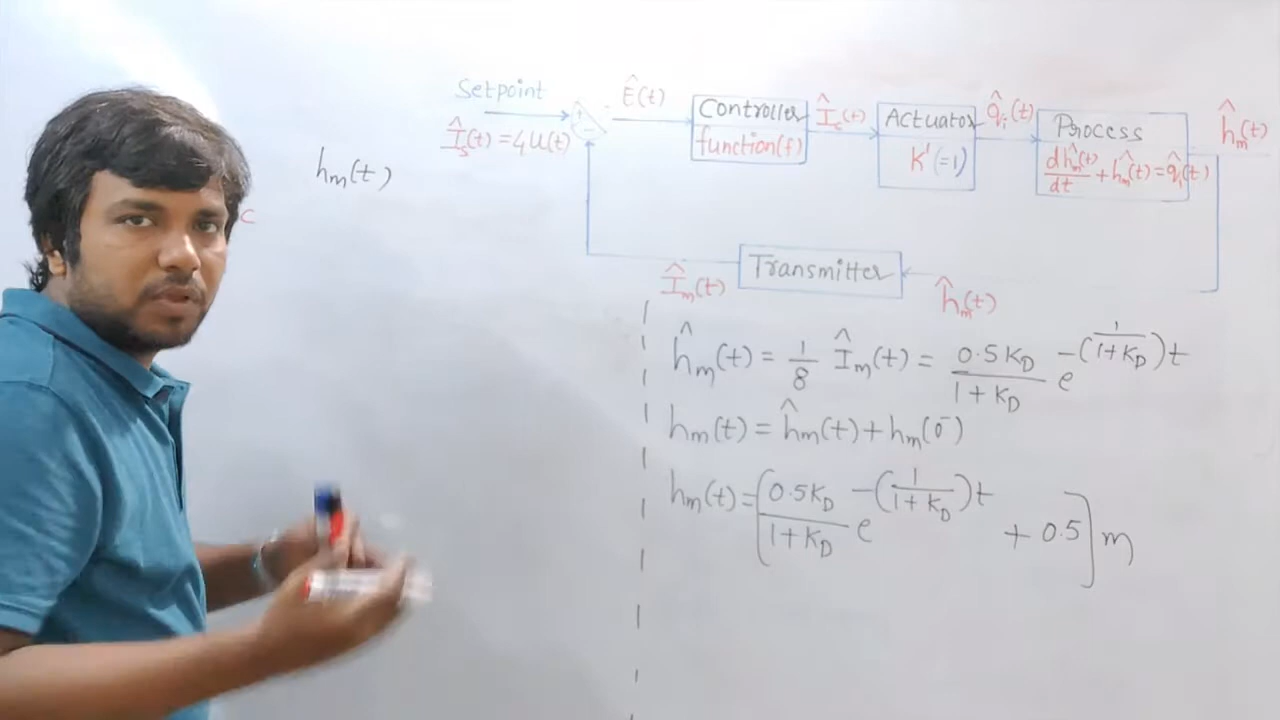 Setpoint
Î_s(t) = 4u(t)
+
−
Ê(t)
Controller
function(f)
Î_c(t)
Actuator
K'(=1)
q̂_i(t)
Process
dĥ_m(t)/dt + ĥ_m(t) = q̂_i(t)
ĥ_m(t)
Transmitter
Î_m(t)
ĥ_m(t)
h_m(t)
c
ĥ_m(t) = 1/8 Î_m(t) = 0.5K_D/1+K_D e^-(1/1+K_D)t
h_m(t) = ĥ_m(t) + h_m(0⁻)
h_m(t) = [0.5K_D/1+K_D e^-(1/1+K_D)t + 0.5] m